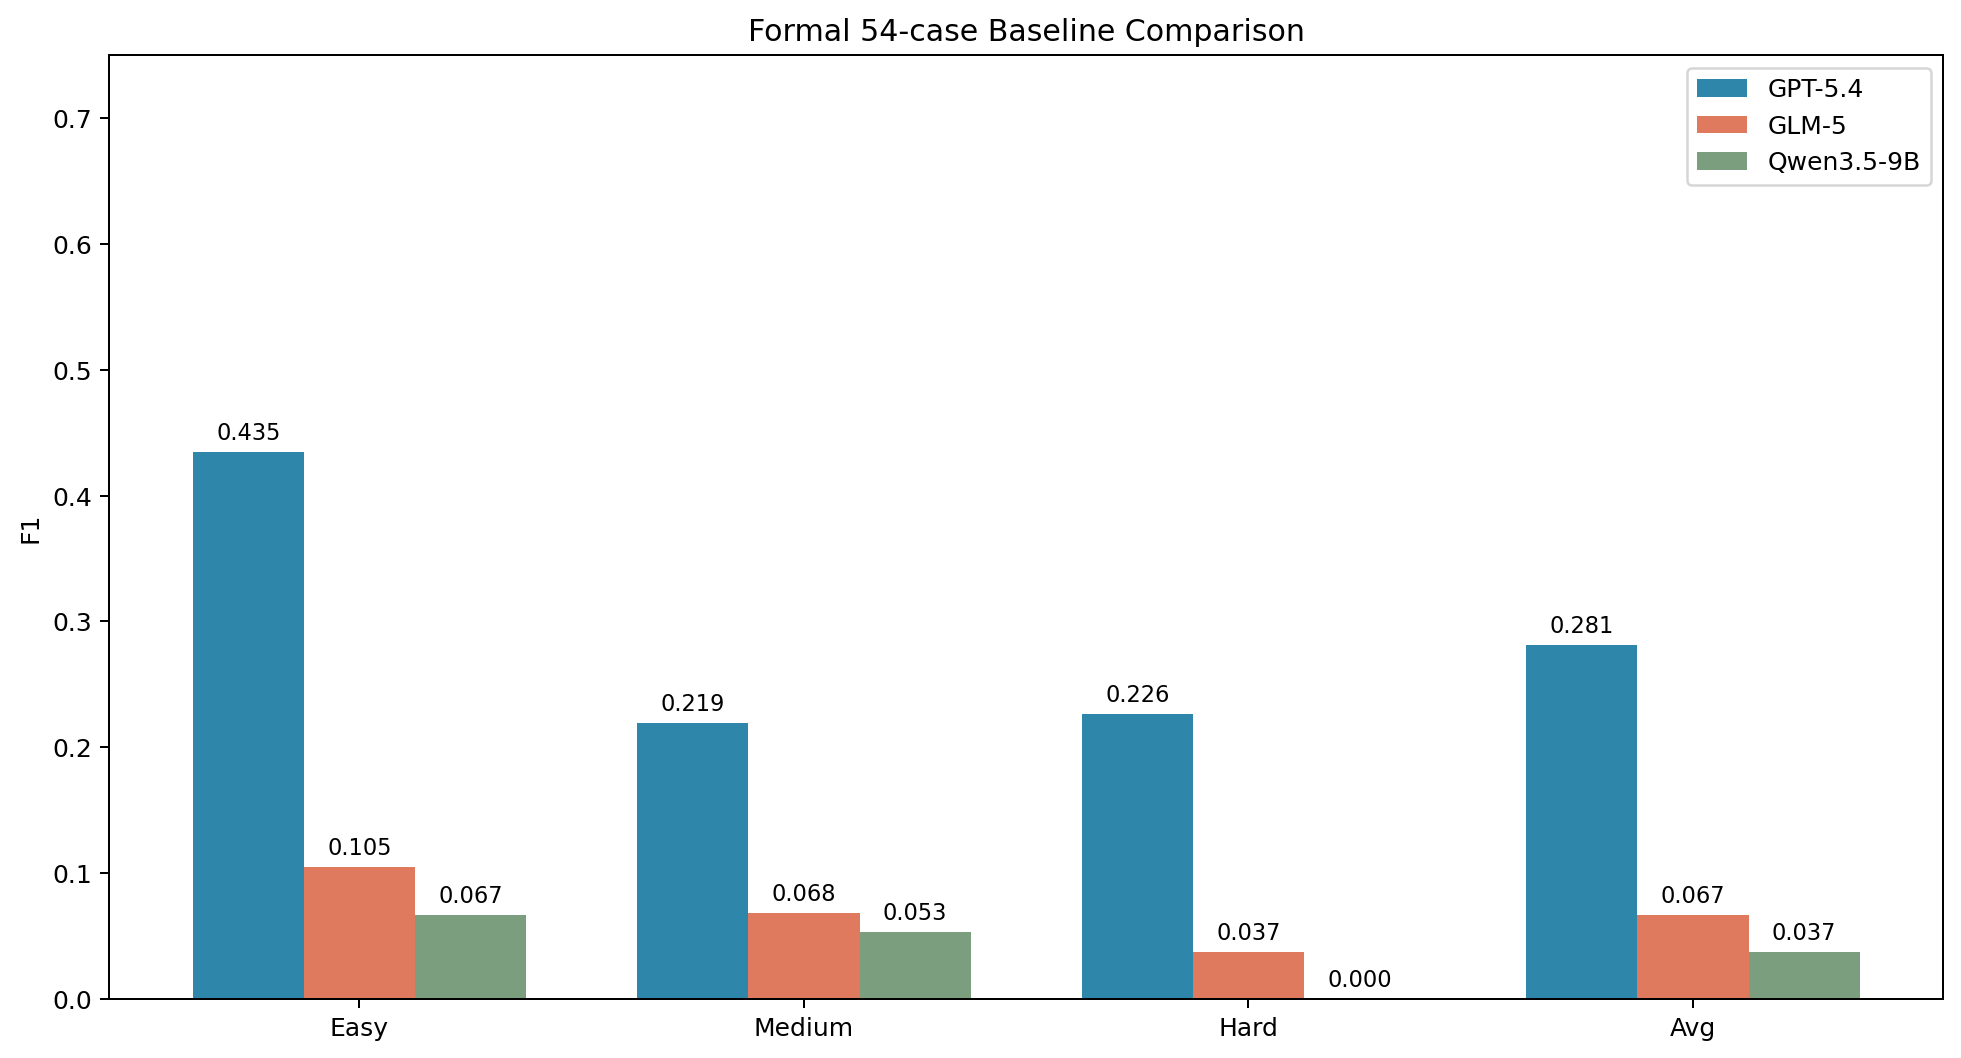 Formal 54-case Baseline Comparison
GPT-5.4
GLM-5
Qwen3.5-9B
F1
0.7
0.6
0.5
0.4
0.3
0.2
0.1
0.0
0.435
0.105
0.067
0.219
0.068
0.053
0.226
0.037
0.000
0.281
0.067
0.037
Easy
Medium
Hard
Avg